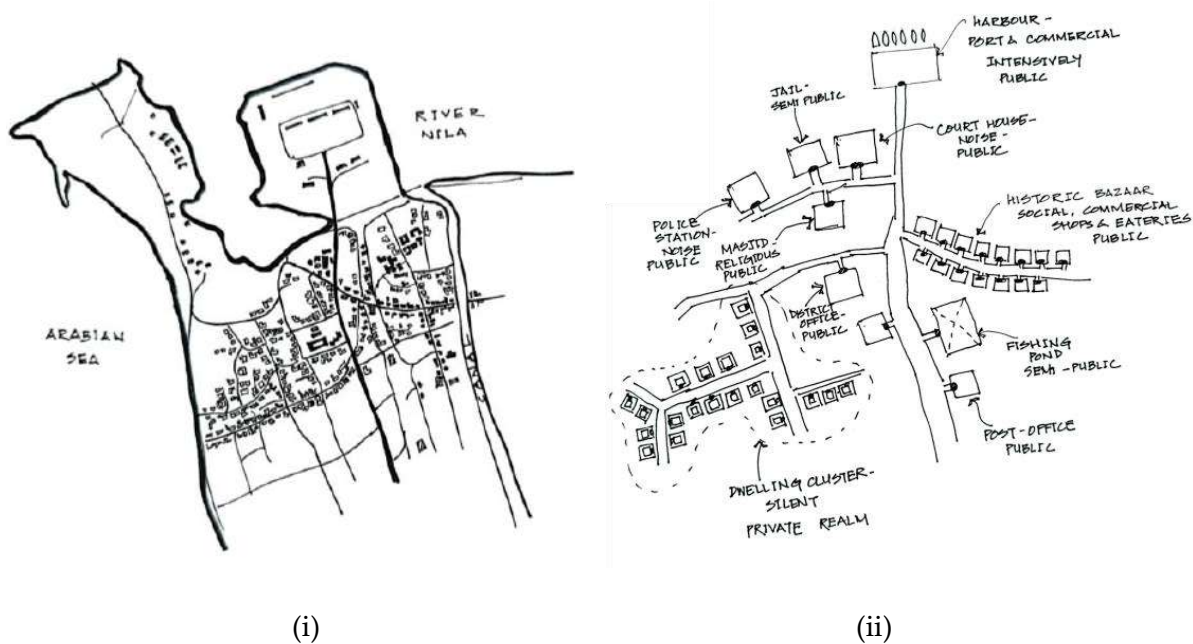 RIVER
NILA
ARABIAN
SEA
CANAL
(i)
HARBOUR -
PORT & COMMERCIAL
INTENSIVELY
PUBLIC
JAIL-
SEMI PUBLIC
COURT HOUSE-
NOISE -
PUBLIC
HISTORIC BAZAAR
SOCIAL, COMMERCIAL
SHOPS & EATERIES
PUBLIC
POLICE
STATION-
NOISE
PUBLIC
MASJID-
RELIGIOUS
PUBLIC
DISTRICT
OFFICE-
PUBLIC
FISHING
POND
SEMI-PUBLIC
POST-OFFICE
PUBLIC
DWELLING CLUSTER-
SILENT
PRIVATE REALM
(ii)